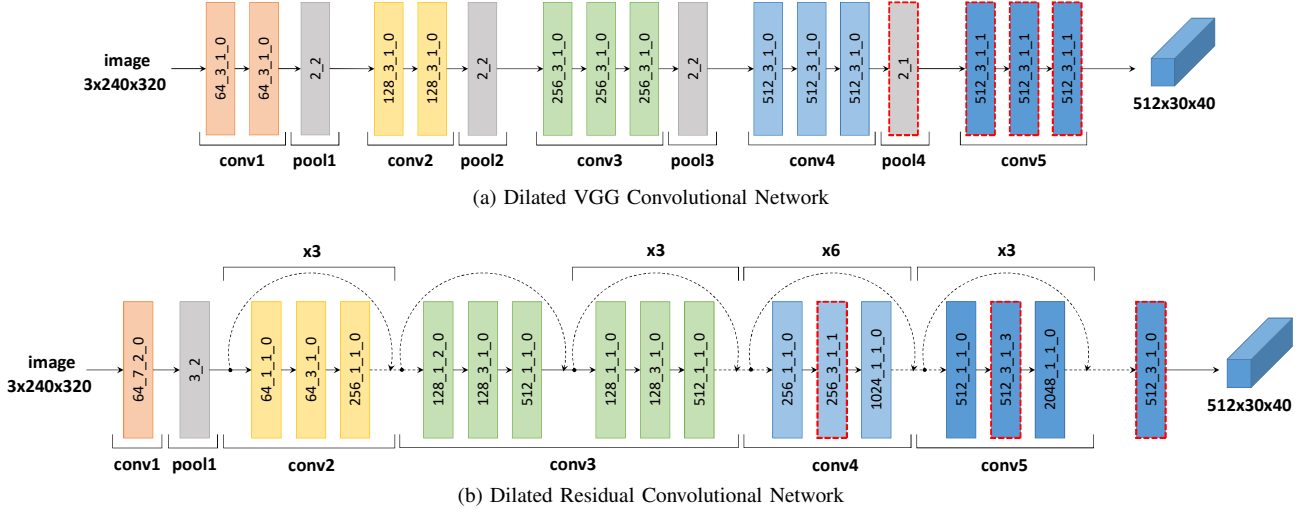 image
3x240x320
64_3_1_0
64_3_1_0
2_2
128_3_1_0
128_3_1_0
2_2
256_3_1_0
256_3_1_0
256_3_1_0
2_2
512_3_1_0
512_3_1_0
512_3_1_0
2_1
512_3_1_1
512_3_1_1
512_3_1_1
512x30x40
conv1
pool1
conv2
pool2
conv3
pool3
conv4
pool4
conv5
(a) Dilated VGG Convolutional Network
x3
x3
x6
x3
image
3x240x320
64_7_2_0
3_2
64_1_1_0
64_3_1_0
256_1_1_0
128_1_2_0
128_3_1_0
512_1_1_0
128_1_1_0
128_3_1_0
512_1_1_0
256_1_1_0
256_3_1_1
1024_1_1_0
512_1_1_0
512_3_1_3
2048_1_1_0
512_3_1_0
512x30x40
conv1
pool1
conv2
conv3
conv4
conv5
(b) Dilated Residual Convolutional Network